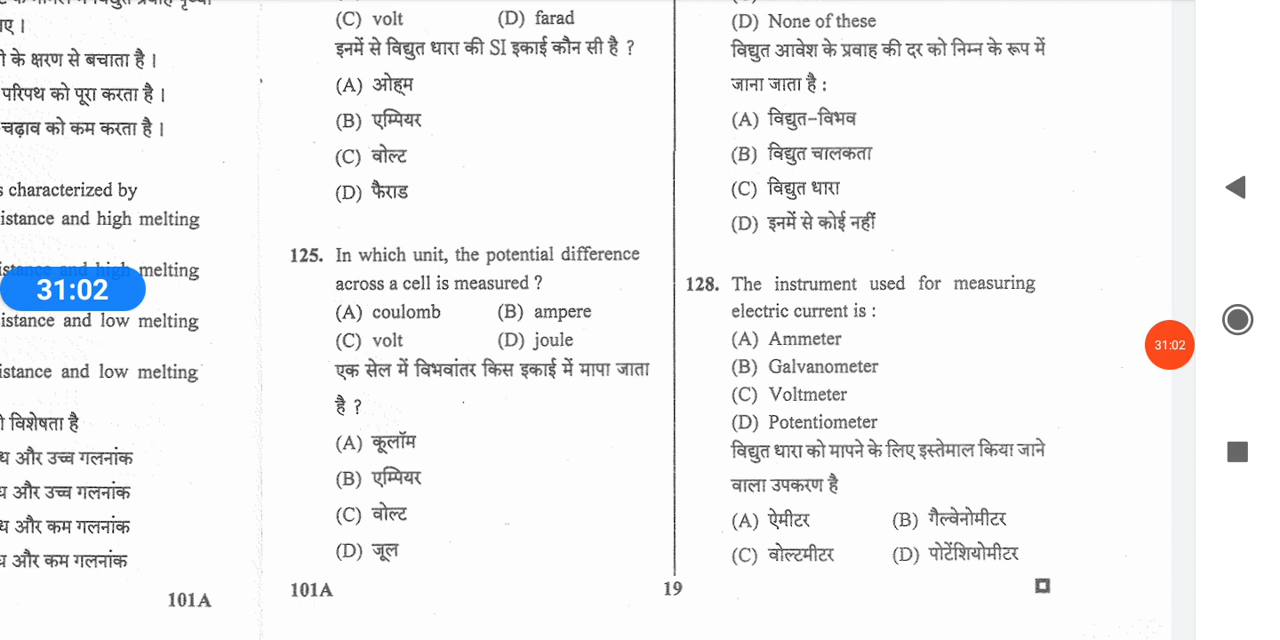 ए।
के क्षरण से बचाता है।
परिपथ को पूरा करता है।
चढ़ाव को कम करता है।
characterized by
istance and high melting
and high melting
istance and low melting
istance and low melting
विशेषता है
और उच्च गलनांक
और उच्च गलनांक
और कम गलनांक
और कम गलनांक
101A
31:02
(C) volt (D) farad
इनमें से विद्युत धारा की SI इकाई कौन सी है ?
(A) ओह्म
(B) एम्पियर
(C) वोल्ट
(D) फैराड
125. In which unit, the potential difference
across a cell is measured ?
(A) coulomb (B) ampere
(C) volt (D) joule
एक सेल में विभवांतर किस इकाई में मापा जाता
है ?
(A) कूलॉम
(B) एम्पियर
(C) वोल्ट
(D) जूल
101A
19
(D) None of these
विद्युत आवेश के प्रवाह की दर को निम्न के रूप में
जाना जाता है :
(A) विद्युत-विभव
(B) विद्युत चालकता
(C) विद्युत धारा
(D) इनमें से कोई नहीं
128. The instrument used for measuring
electric current is :
(A) Ammeter
(B) Galvanometer
(C) Voltmeter
(D) Potentiometer
विद्युत धारा को मापने के लिए इस्तेमाल किया जाने
वाला उपकरण है
(A) ऐमीटर (B) गैल्वेनोमीटर
(C) वोल्टमीटर (D) पोटेंशियोमीटर
31:02